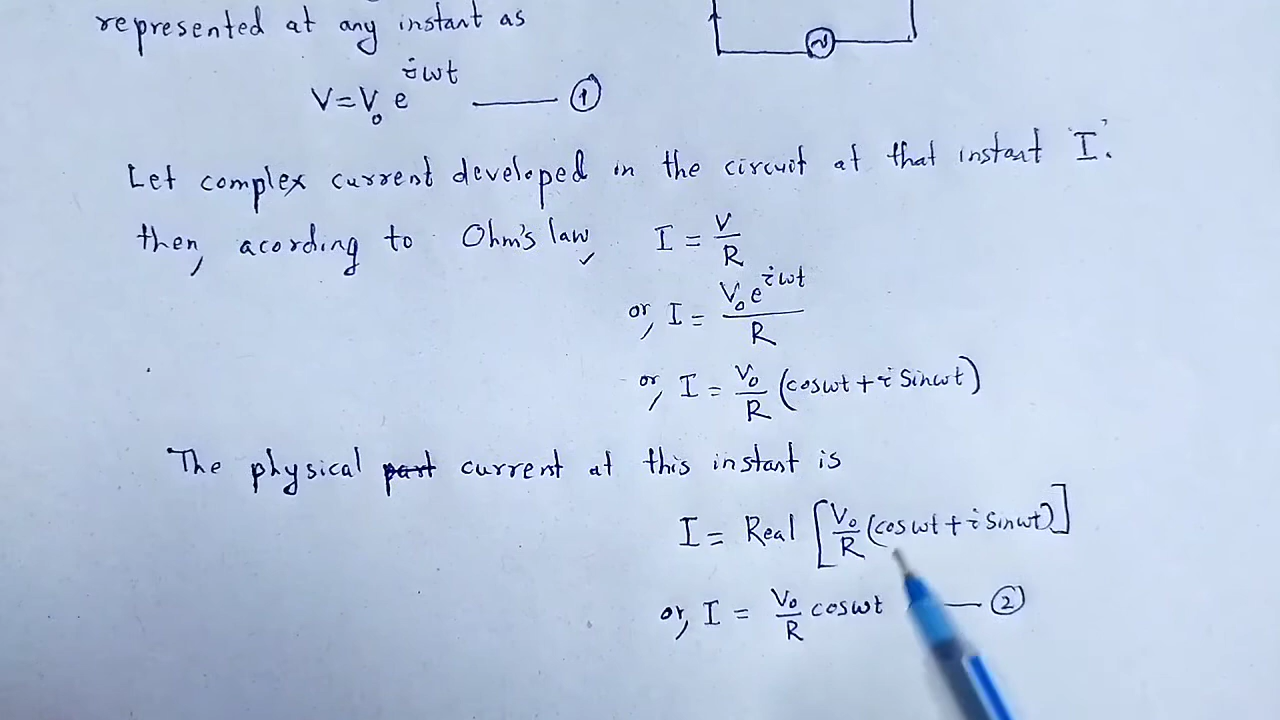 represented at any instant as
V = V₀ e^{iωt} —— ①
Let complex current developed in the circuit at that instant 'I'.
then, acording to Ohm's law I = V/R
or, I = V₀e^{iωt}/R
or, I = V₀/R (cosωt + i Sinωt)
The physical part current at this instant is
I = Real [V₀/R (cosωt + i Sinωt)]
or, I = V₀/R cosωt —— ②